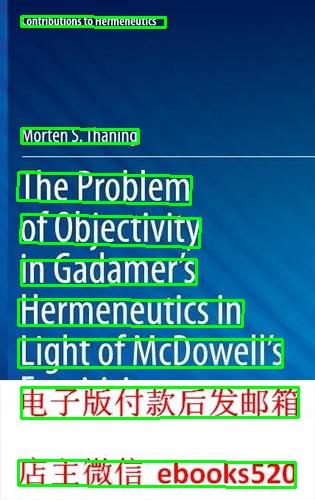 Contributions to Hermeneutics
Morten S. Thaning
The Problem
of Objectivity
in Gadamer's
Hermeneutics in
Light of McDowell's
电子版付款后发邮箱
店主微信 ebooks520